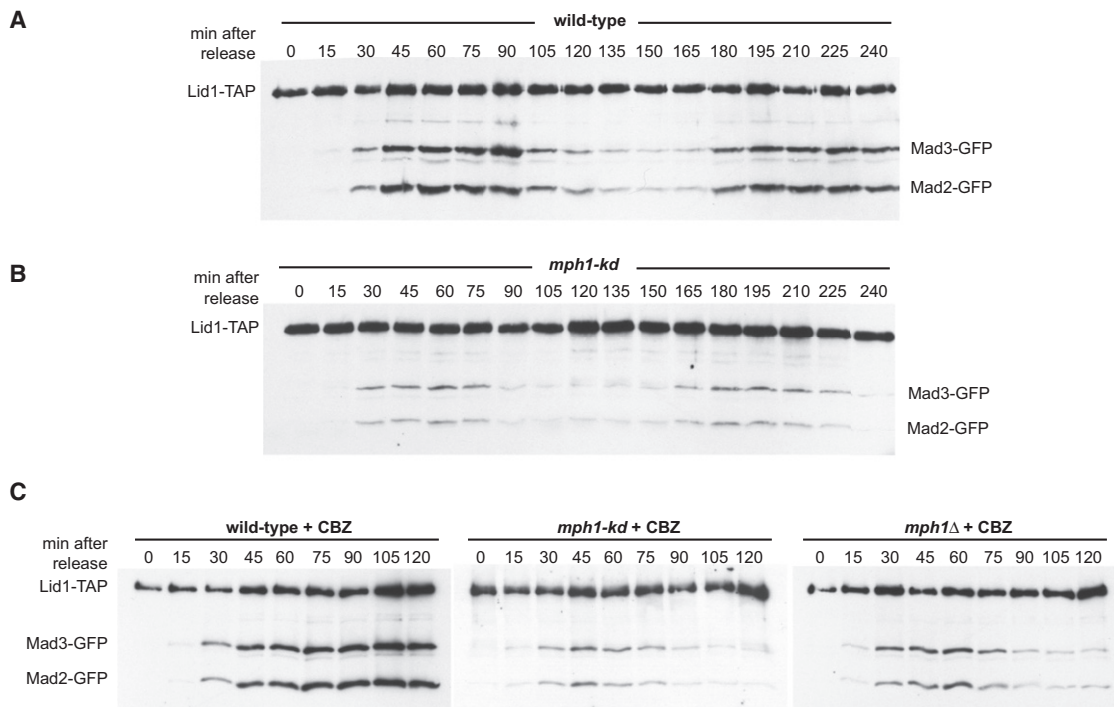 A
wild-type
min after
release 0 15 30 45 60 75 90 105 120 135 150 165 180 195 210 225 240
Lid1-TAP
Mad3-GFP
Mad2-GFP
B
mph1-kd
min after
release 0 15 30 45 60 75 90 105 120 135 150 165 180 195 210 225 240
Lid1-TAP
Mad3-GFP
Mad2-GFP
C
wild-type + CBZ mph1-kd + CBZ mph1Δ + CBZ
min after
release 0 15 30 45 60 75 90 105 120 0 15 30 45 60 75 90 105 120 0 15 30 45 60 75 90 105 120
Lid1-TAP
Mad3-GFP
Mad2-GFP